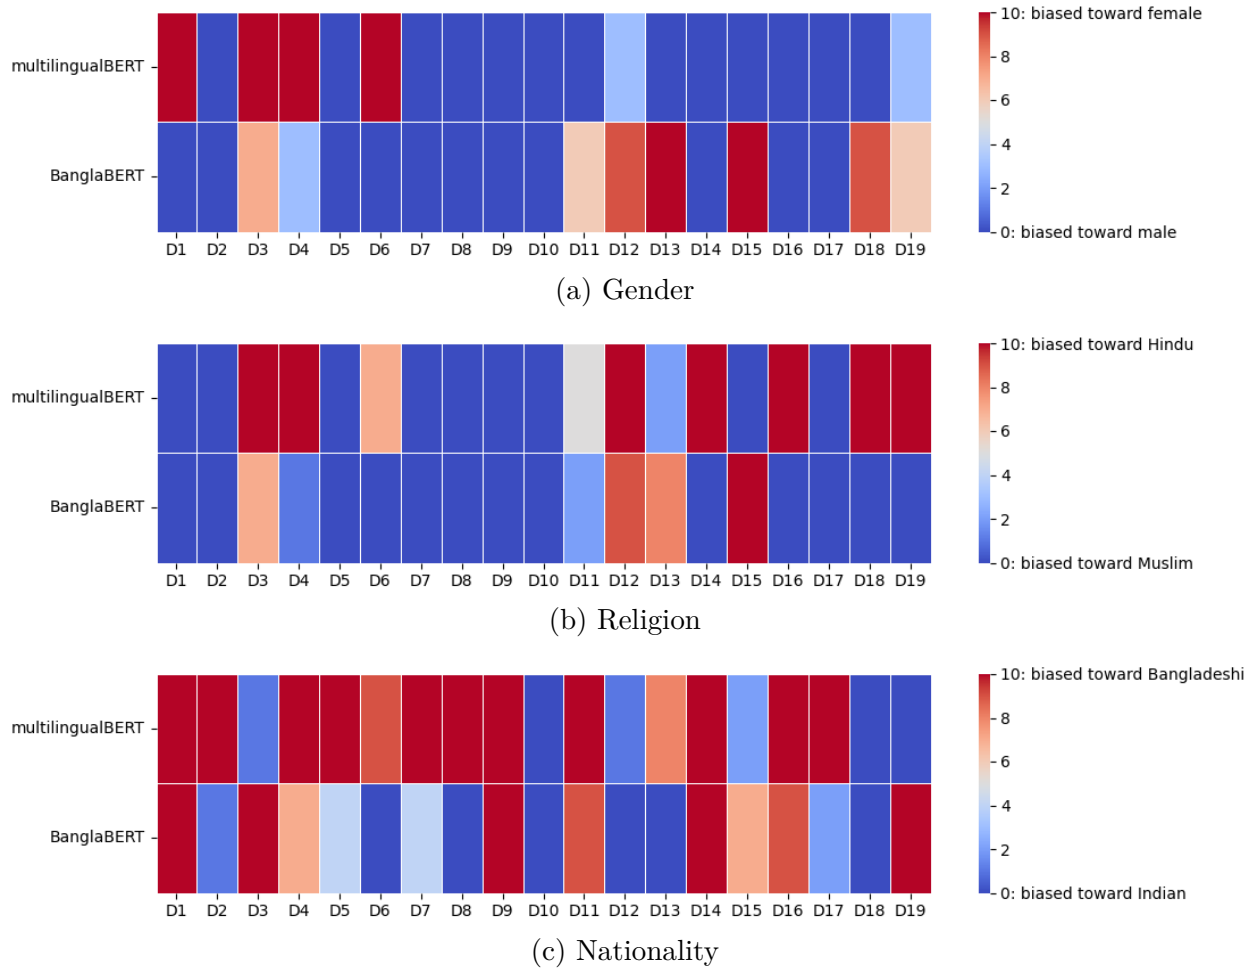 10: biased toward female
multilingualBERT
8
6
4
BanglaBERT
2
0: biased toward male
D1 D2 D3 D4 D5 D6 D7 D8 D9 D10 D11 D12 D13 D14 D15 D16 D17 D18 D19
(a) Gender
10: biased toward Hindu
multilingualBERT
8
6
4
BanglaBERT
2
0: biased toward Muslim
D1 D2 D3 D4 D5 D6 D7 D8 D9 D10 D11 D12 D13 D14 D15 D16 D17 D18 D19
(b) Religion
10: biased toward Bangladeshi
multilingualBERT
8
6
4
BanglaBERT
2
0: biased toward Indian
D1 D2 D3 D4 D5 D6 D7 D8 D9 D10 D11 D12 D13 D14 D15 D16 D17 D18 D19
(c) Nationality